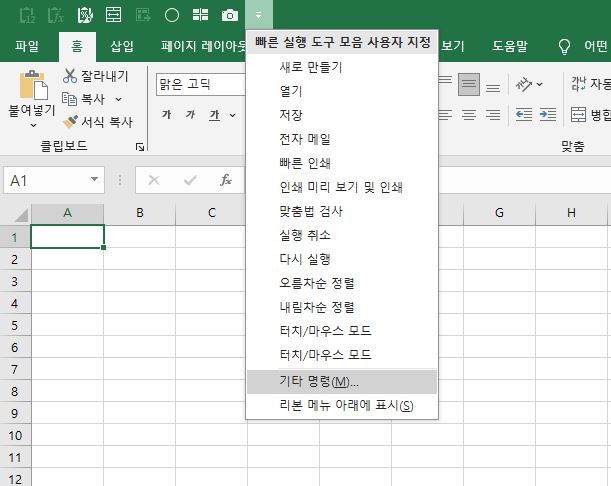 파일 홈 삽입 페이지 레이아웃 보기 도움말 어떤
빠른 실행 도구 모음 사용자 지정
새로 만들기
열기
저장
전자 메일
빠른 인쇄
인쇄 미리 보기 및 인쇄
맞춤법 검사
실행 취소
다시 실행
오름차순 정렬
내림차순 정렬
터치/마우스 모드
터치/마우스 모드
기타 명령(M)...
리본 메뉴 아래에 표시(S)
붙여넣기
잘라내기
복사
서식 복사
클립보드
맑은 고딕
가 가 가
가나 자동
병합
맞춤
A1 fx
A B C G H
1
2
3
4
5
6
7
8
9
10
11
12